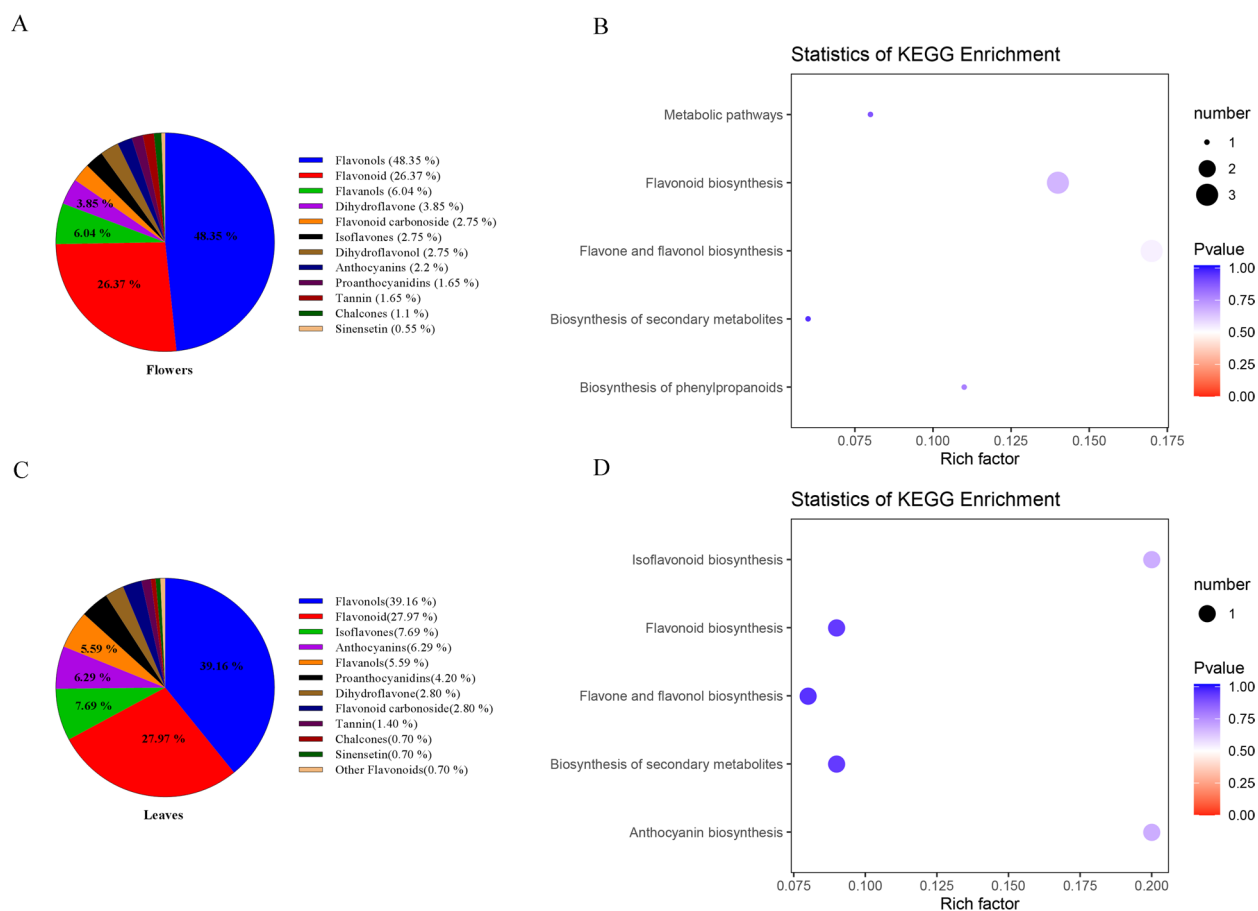 A
48.35 %
26.37 %
6.04 %
3.85 %
Flowers
Flavonols (48.35 %)
Flavonoid (26.37 %)
Flavanols (6.04 %)
Dihydroflavone (3.85 %)
Flavonoid carbonoside (2.75 %)
Isoflavones (2.75 %)
Dihydroflavonol (2.75 %)
Anthocyanins (2.2 %)
Proanthocyanidins (1.65 %)
Tannin (1.65 %)
Chalcones (1.1 %)
Sinensetin (0.55 %)
B
Statistics of KEGG Enrichment
Metabolic pathways
Flavonoid biosynthesis
Flavone and flavonol biosynthesis
Biosynthesis of secondary metabolites
Biosynthesis of phenylpropanoids
0.075 0.100 0.125 0.150 0.175
Rich factor
number
1
2
3
Pvalue
1.00
0.75
0.50
0.25
0.00
C
39.16 %
27.97 %
7.69 %
6.29 %
5.59 %
Leaves
Flavonols(39.16 %)
Flavonoid(27.97 %)
Isoflavones(7.69 %)
Anthocyanins(6.29 %)
Flavanols(5.59 %)
Proanthocyanidins(4.20 %)
Dihydroflavone(2.80 %)
Flavonoid carbonoside(2.80 %)
Tannin(1.40 %)
Chalcones(0.70 %)
Sinensetin(0.70 %)
Other Flavonoids(0.70 %)
D
Statistics of KEGG Enrichment
Isoflavonoid biosynthesis
Flavonoid biosynthesis
Flavone and flavonol biosynthesis
Biosynthesis of secondary metabolites
Anthocyanin biosynthesis
0.075 0.100 0.125 0.150 0.175 0.200
Rich factor
number
1
Pvalue
1.00
0.75
0.50
0.25
0.00